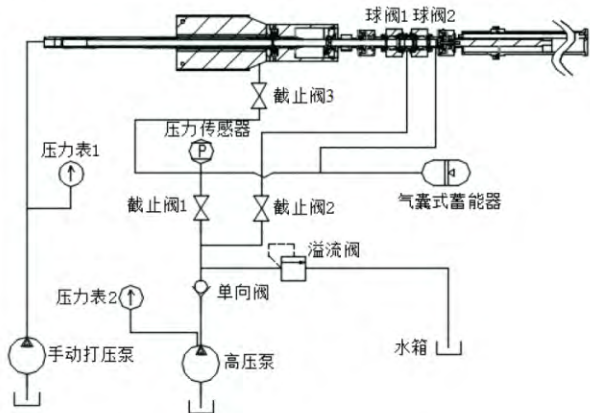 球阀1 球阀2
截止阀3
压力传感器
P
压力表1
截止阀1
截止阀2
气囊式蓄能器
溢流阀
压力表2
单向阀
水箱
手动打压泵
高压泵